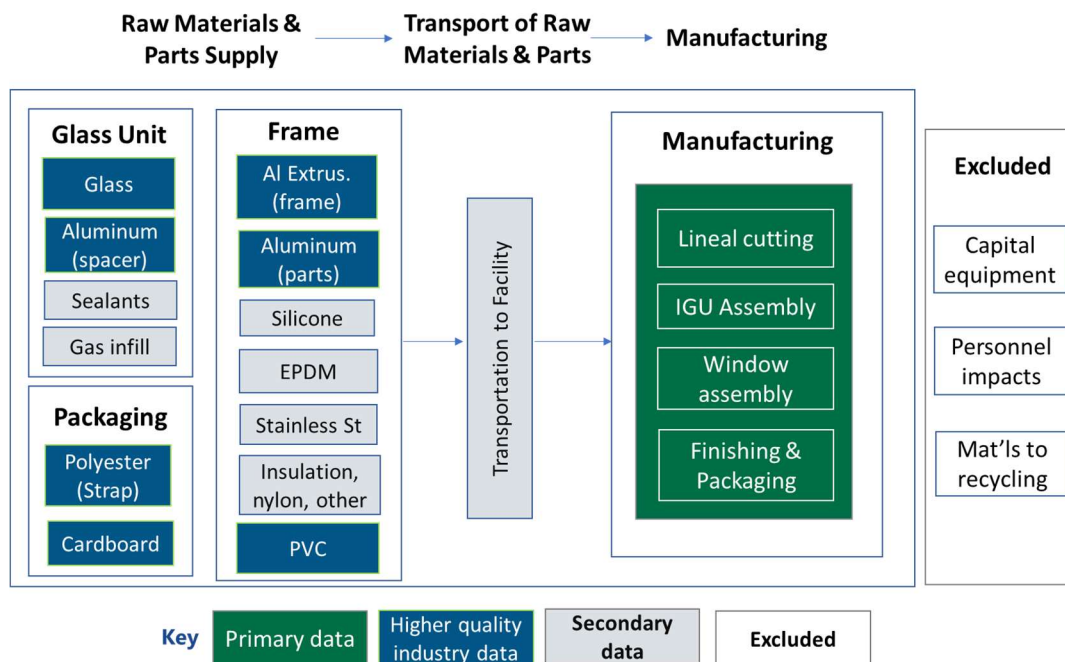 Raw Materials &
Parts Supply
Transport of Raw
Materials & Parts
Manufacturing
Glass Unit
Glass
Aluminum
(spacer)
Sealants
Gas infill
Packaging
Polyester
(Strap)
Cardboard
Frame
Al Extrus.
(frame)
Aluminum
(parts)
Silicone
EPDM
Stainless St
Insulation,
nylon, other
PVC
Transportation to Facility
Manufacturing
Lineal cutting
IGU Assembly
Window
assembly
Finishing &
Packaging
Excluded
Capital
equipment
Personnel
impacts
Mat'ls to
recycling
Key
Primary data
Higher quality
industry data
Secondary
data
Excluded